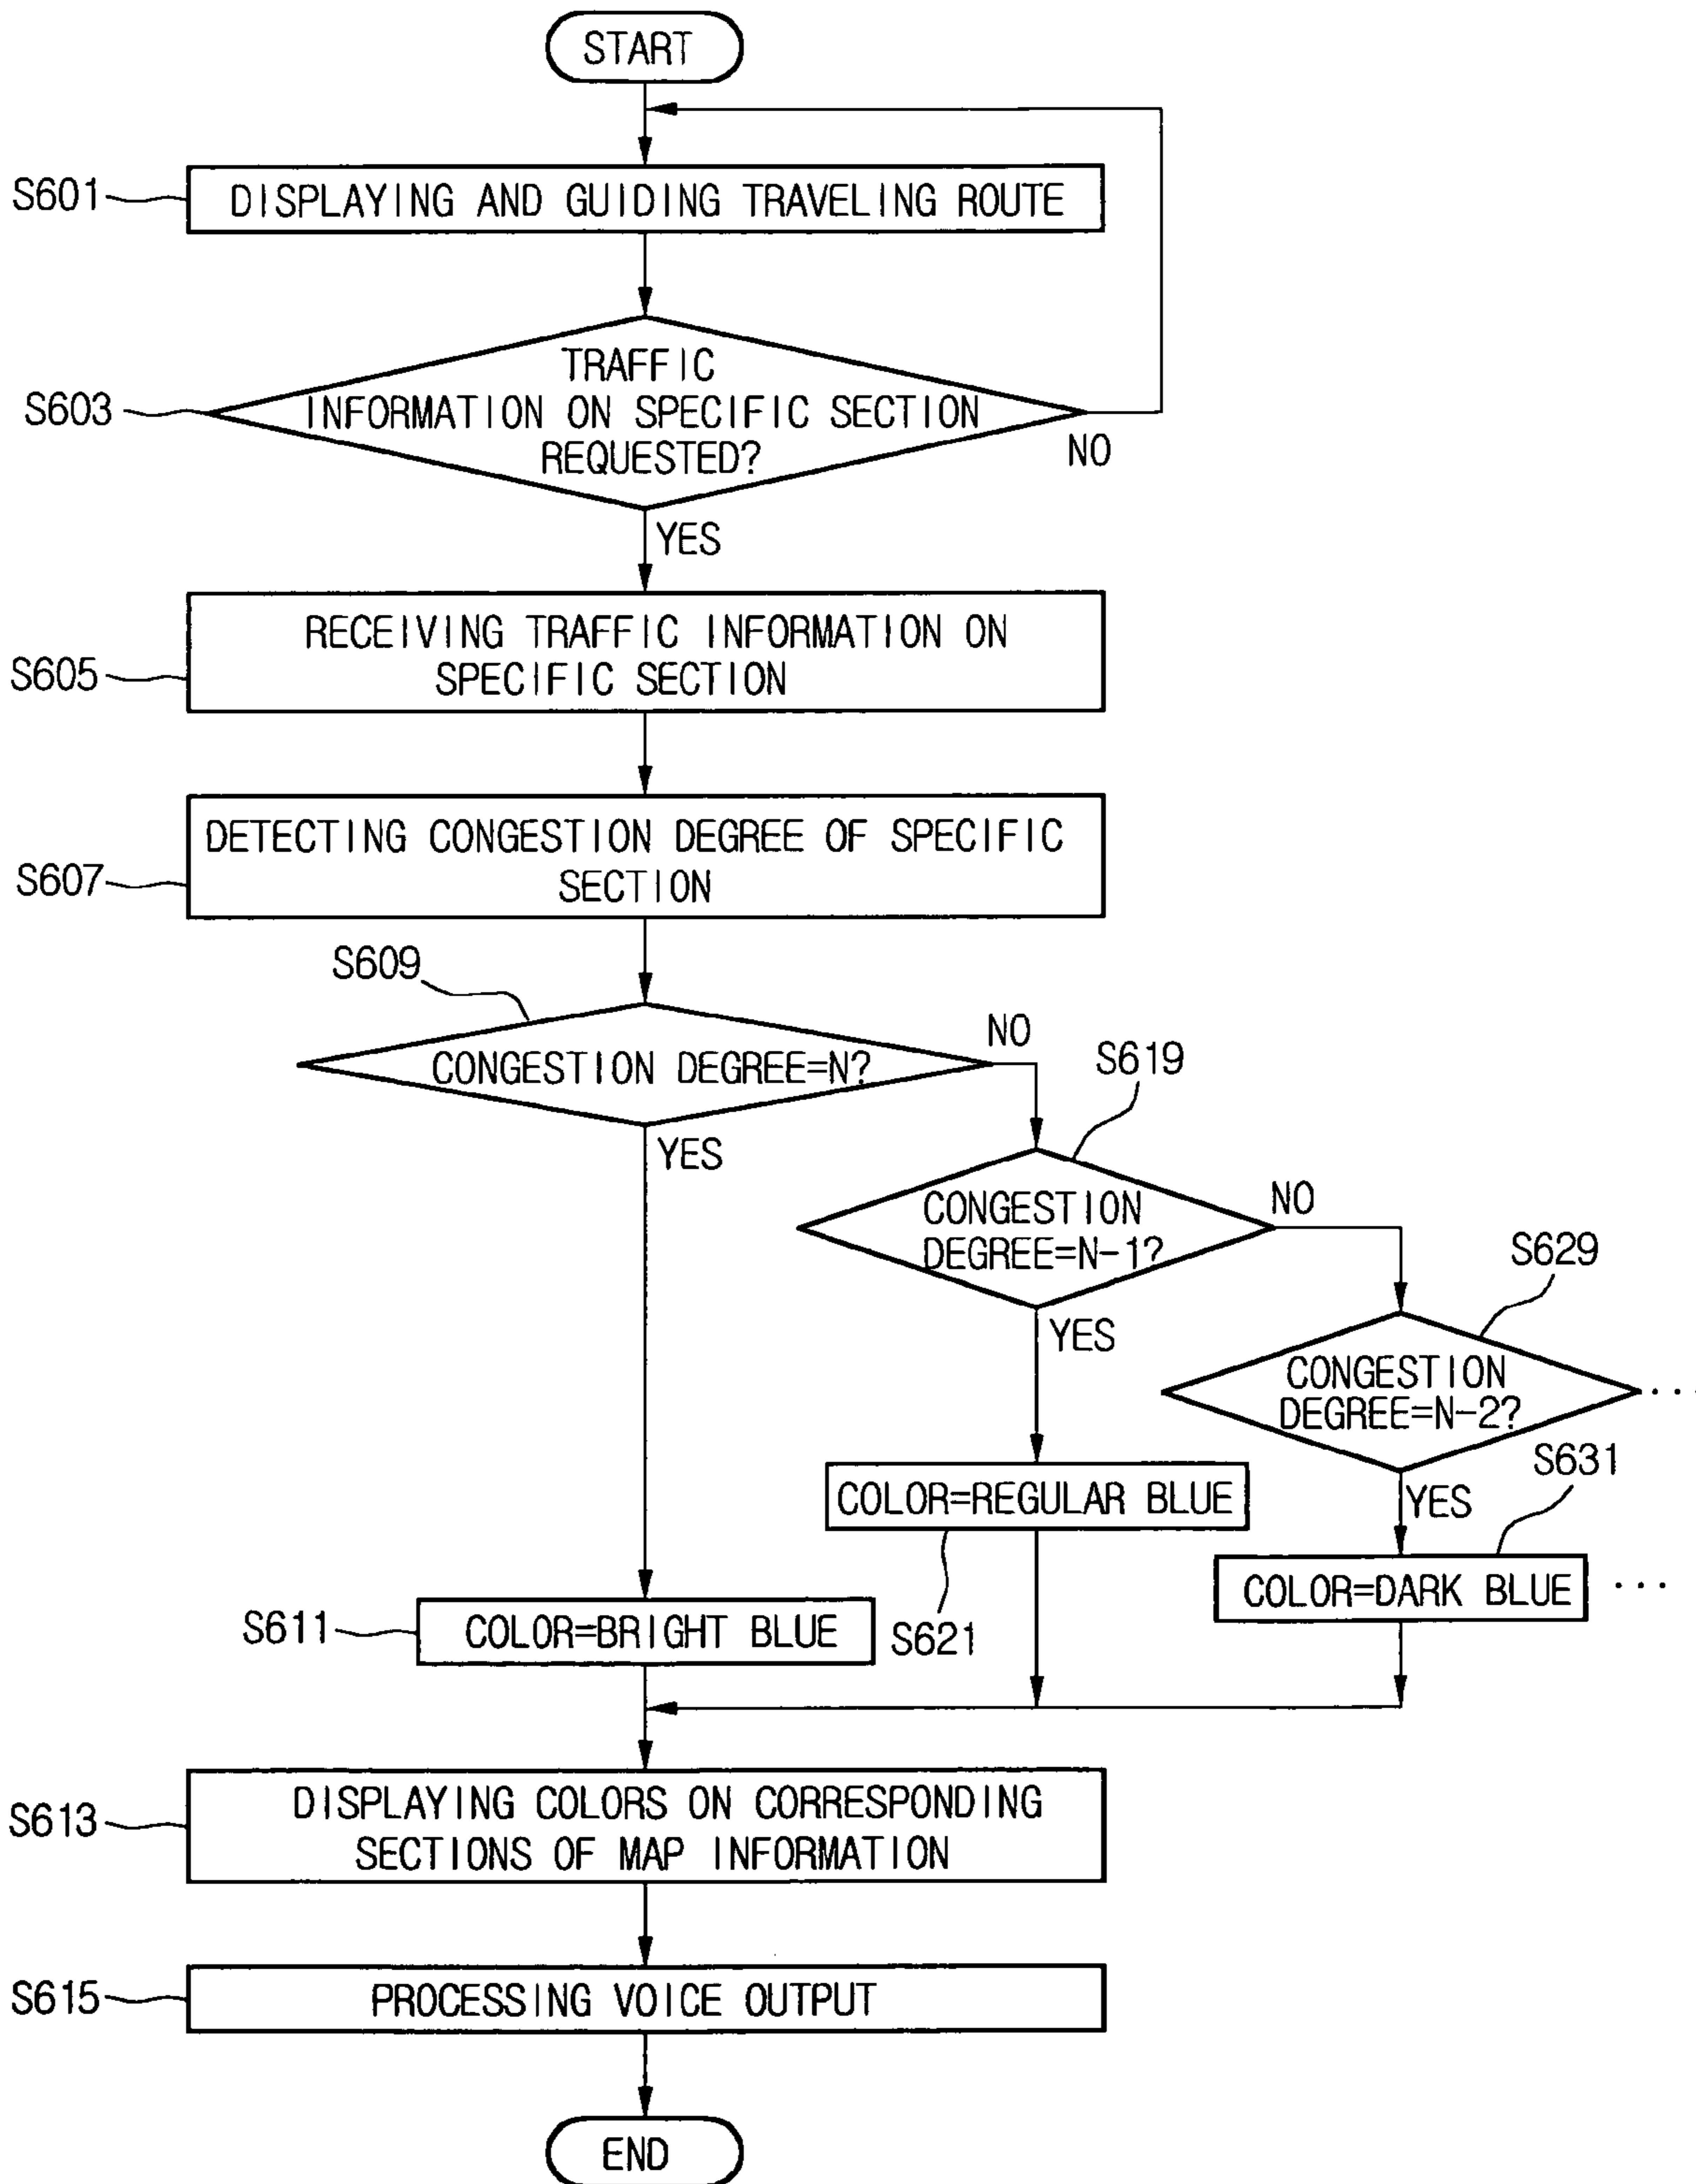 START
S601
DISPLAYING AND GUIDING TRAVELING ROUTE
S603
TRAFFIC
INFORMATION ON SPECIFIC SECTION
REQUESTED?
NO
YES
S605
RECEIVING TRAFFIC INFORMATION ON
SPECIFIC SECTION
S607
DETECTING CONGESTION DEGREE OF SPECIFIC
SECTION
S609
CONGESTION DEGREE=N?
NO
YES
S619
CONGESTION
DEGREE=N-1?
NO
YES
S629
CONGESTION
DEGREE=N-2?
...
YES
S631
COLOR=REGULAR BLUE
S621
COLOR=DARK BLUE
...
S611
COLOR=BRIGHT BLUE
S613
DISPLAYING COLORS ON CORRESPONDING
SECTIONS OF MAP INFORMATION
S615
PROCESSING VOICE OUTPUT
END